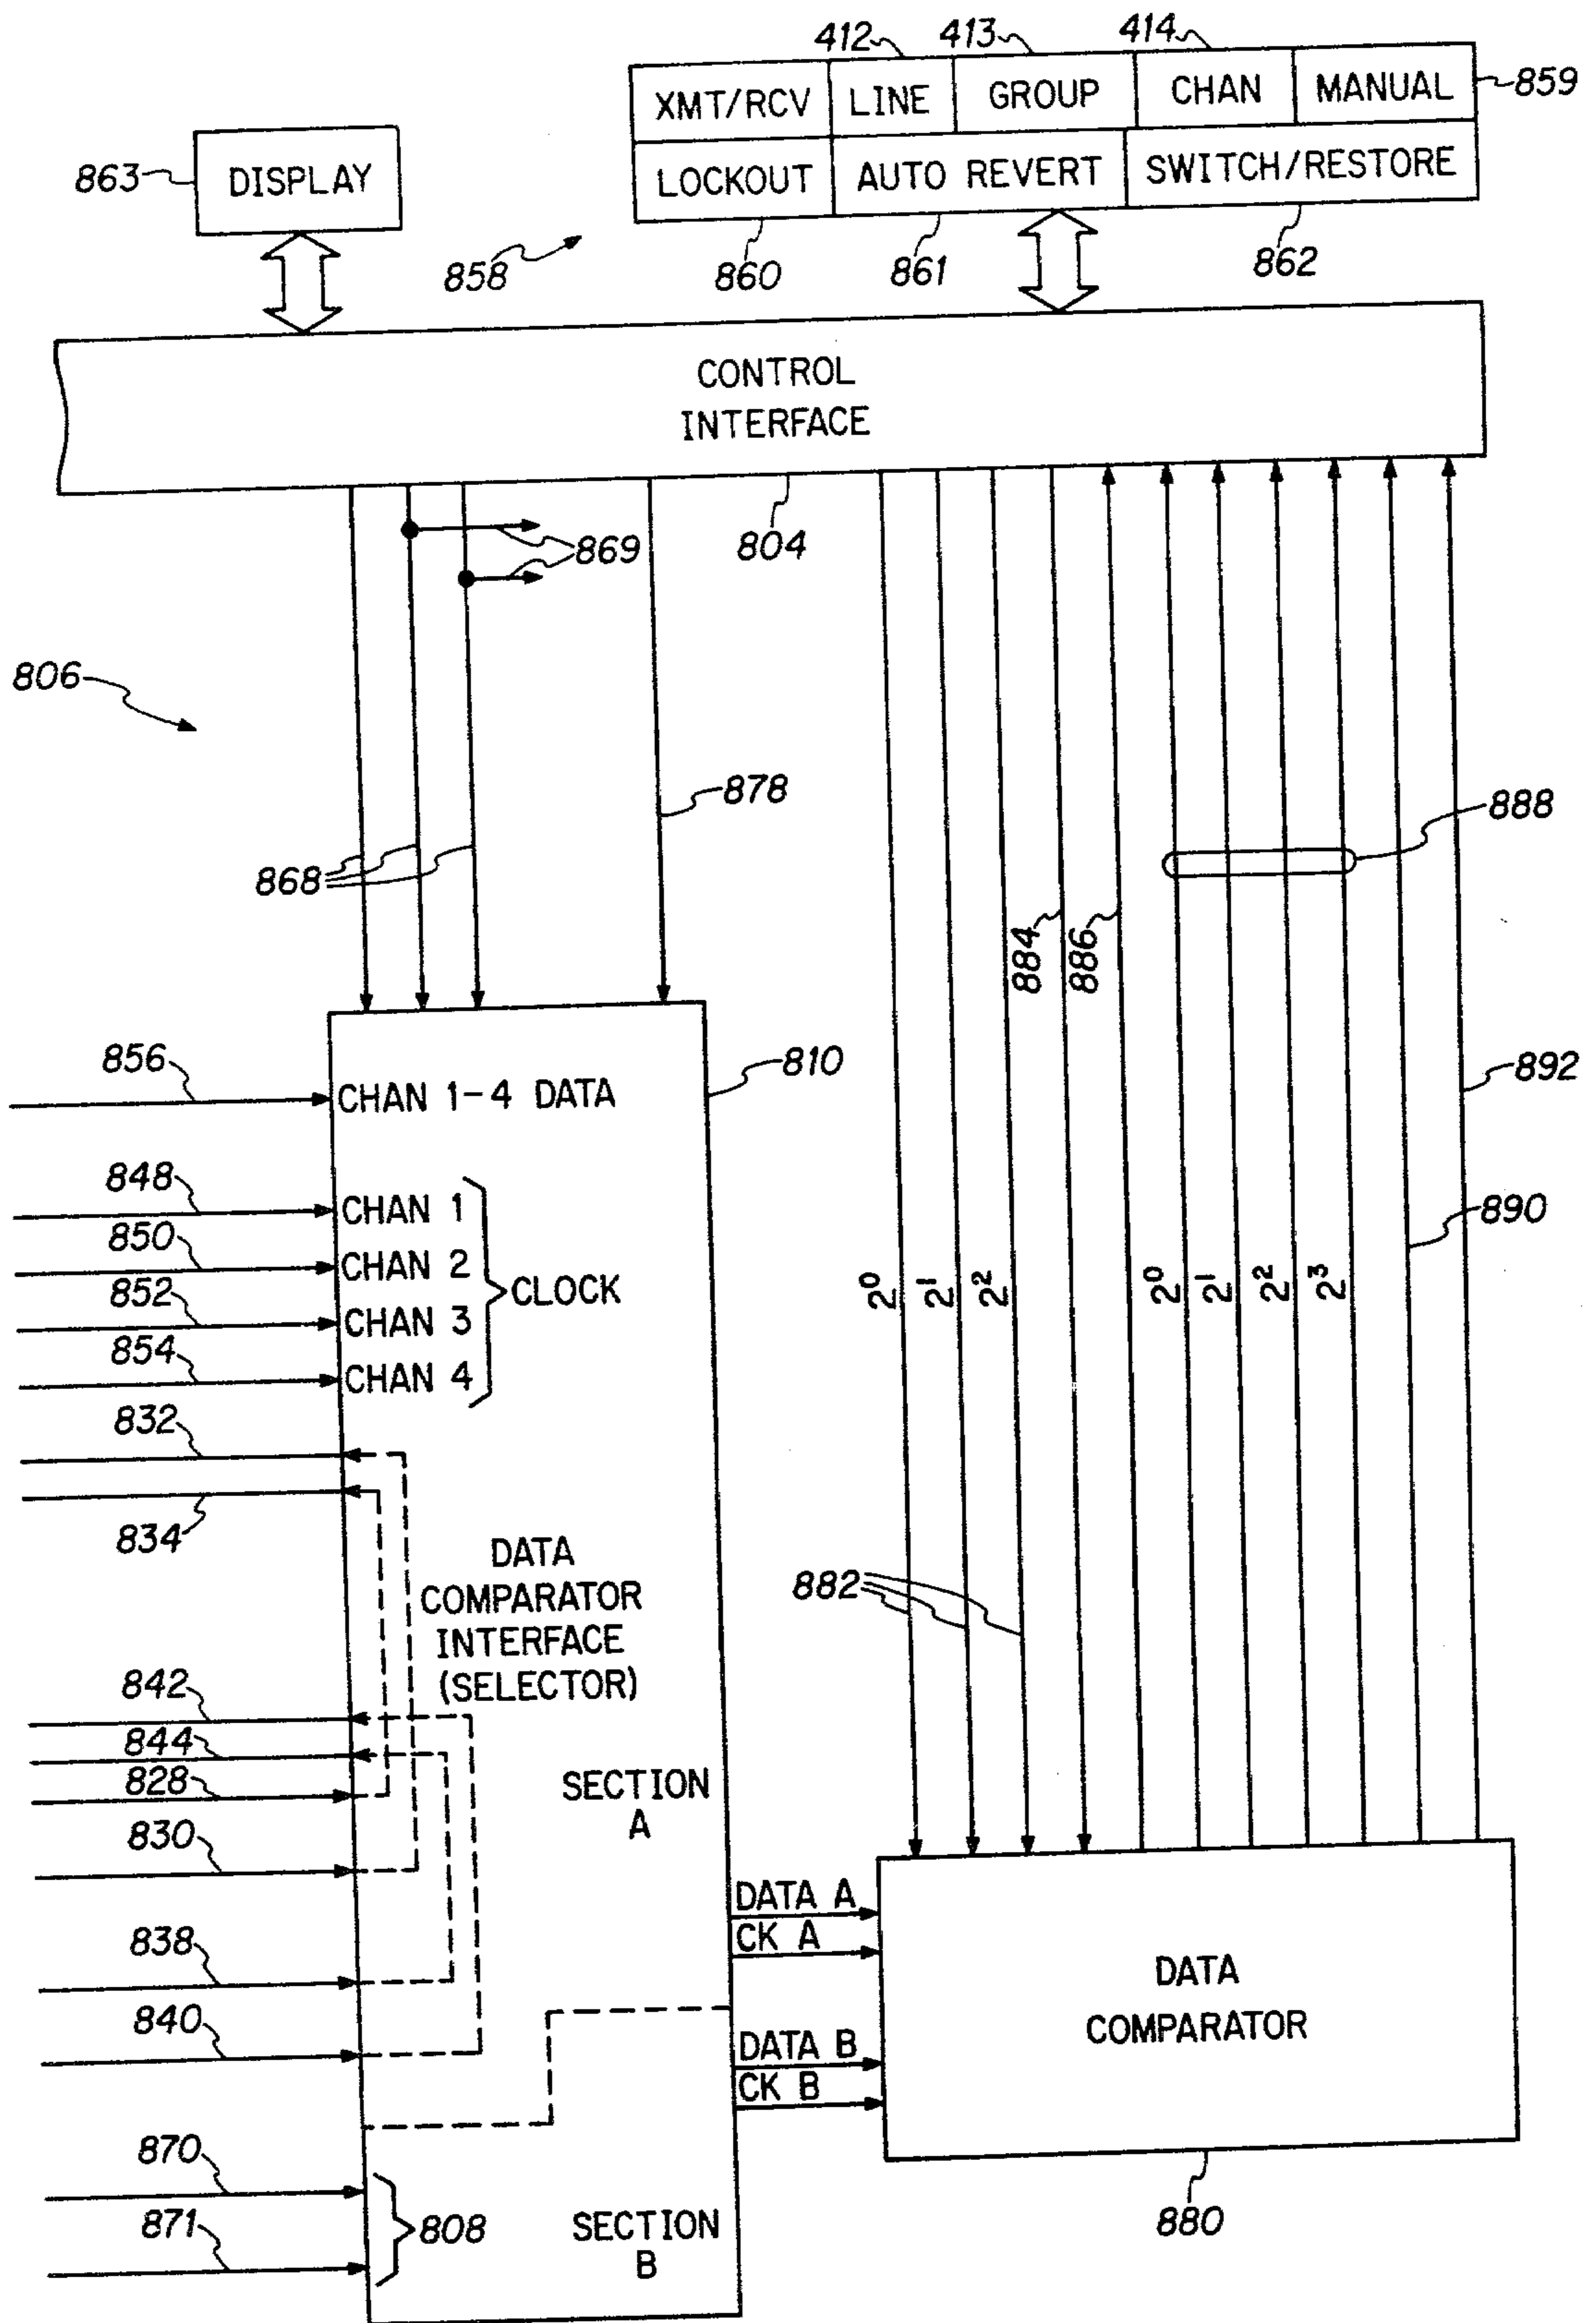 412 413 414
XMT/RCV LINE GROUP CHAN MANUAL 859
863 DISPLAY LOCKOUT AUTO REVERT SWITCH/RESTORE
858 860 861 862
CONTROL
INTERFACE
869 804
806
878
888
868
884 886
856 810 892
CHAN 1-4 DATA
848
CHAN 1
850 890
CHAN 2
852 CLOCK 2⁰ 2¹ 2² 2⁰ 2¹ 2² 2³
CHAN 3
854
CHAN 4
832
834
DATA
COMPARATOR
INTERFACE
(SELECTOR)
882
842
844
828
SECTION
A
830
DATA A
CK A
838
DATA
COMPARATOR
840
DATA B
CK B
870
871 808
SECTION
B
880